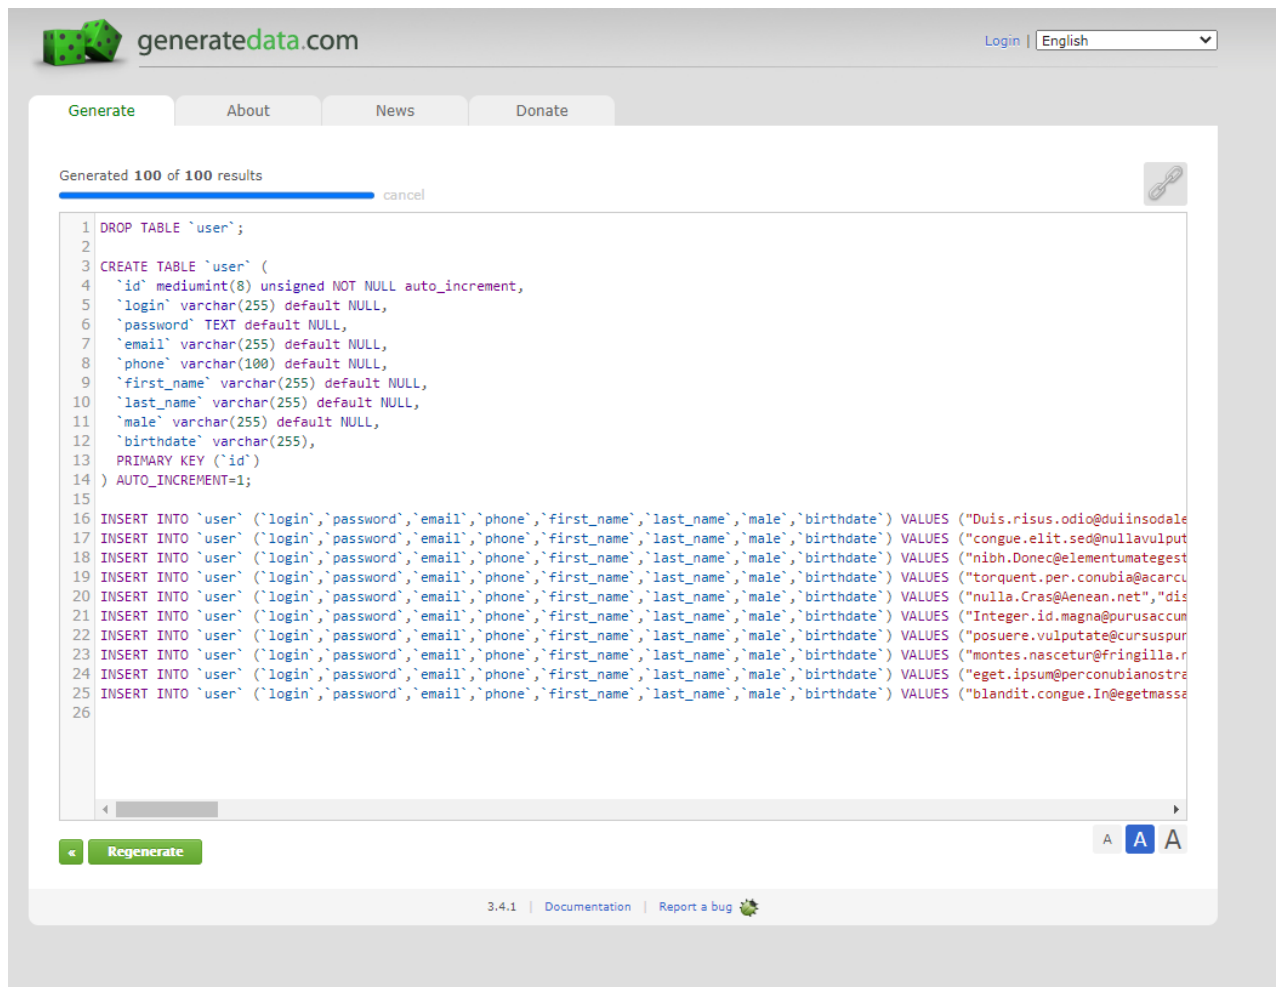 generatedata.com
Login | English
Generate About News Donate
Generated 100 of 100 results
cancel
1 DROP TABLE `user`;
2
3 CREATE TABLE `user` (
4 `id` mediumint(8) unsigned NOT NULL auto_increment,
5 `login` varchar(255) default NULL,
6 `password` TEXT default NULL,
7 `email` varchar(255) default NULL,
8 `phone` varchar(100) default NULL,
9 `first_name` varchar(255) default NULL,
10 `last_name` varchar(255) default NULL,
11 `male` varchar(255) default NULL,
12 `birthdate` varchar(255),
13 PRIMARY KEY (`id`)
14 ) AUTO_INCREMENT=1;
15
16 INSERT INTO `user` (`login`,`password`,`email`,`phone`,`first_name`,`last_name`,`male`,`birthdate`) VALUES ("Duis.risus.odio@duiinsodale
17 INSERT INTO `user` (`login`,`password`,`email`,`phone`,`first_name`,`last_name`,`male`,`birthdate`) VALUES ("congue.elit.sed@nullavulput
18 INSERT INTO `user` (`login`,`password`,`email`,`phone`,`first_name`,`last_name`,`male`,`birthdate`) VALUES ("nibh.Donec@elementumategest
19 INSERT INTO `user` (`login`,`password`,`email`,`phone`,`first_name`,`last_name`,`male`,`birthdate`) VALUES ("torquent.per.conubia@acarcu
20 INSERT INTO `user` (`login`,`password`,`email`,`phone`,`first_name`,`last_name`,`male`,`birthdate`) VALUES ("nulla.Cras@Aenean.net","dis
21 INSERT INTO `user` (`login`,`password`,`email`,`phone`,`first_name`,`last_name`,`male`,`birthdate`) VALUES ("Integer.id.magna@purusaccum
22 INSERT INTO `user` (`login`,`password`,`email`,`phone`,`first_name`,`last_name`,`male`,`birthdate`) VALUES ("posuere.vulputate@cursuspur
23 INSERT INTO `user` (`login`,`password`,`email`,`phone`,`first_name`,`last_name`,`male`,`birthdate`) VALUES ("montes.nascetur@fringilla.n
24 INSERT INTO `user` (`login`,`password`,`email`,`phone`,`first_name`,`last_name`,`male`,`birthdate`) VALUES ("eget.ipsum@perconubianostra
25 INSERT INTO `user` (`login`,`password`,`email`,`phone`,`first_name`,`last_name`,`male`,`birthdate`) VALUES ("blandit.congue.In@egetmassa
26
« Regenerate
A A A
3.4.1 | Documentation | Report a bug